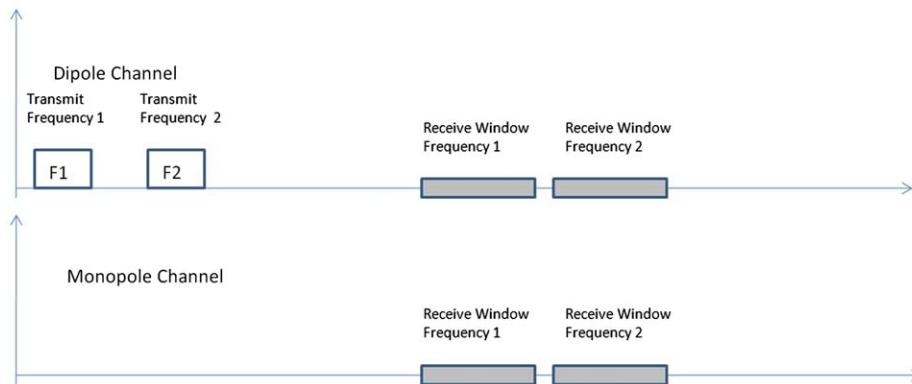 Dipole Channel
Transmit
Frequency 1
Transmit
Frequency 2
Receive Window
Frequency 1
Receive Window
Frequency 2
F1
F2
Monopole Channel
Receive Window
Frequency 1
Receive Window
Frequency 2